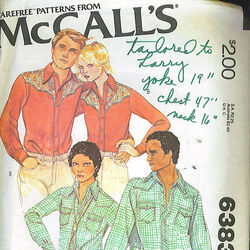 CAREFREE PATTERNS FROM
McCALL'S
$2.00
tailored to
Larry
yoke 19"
chest 47"
neck 16"
B
6383